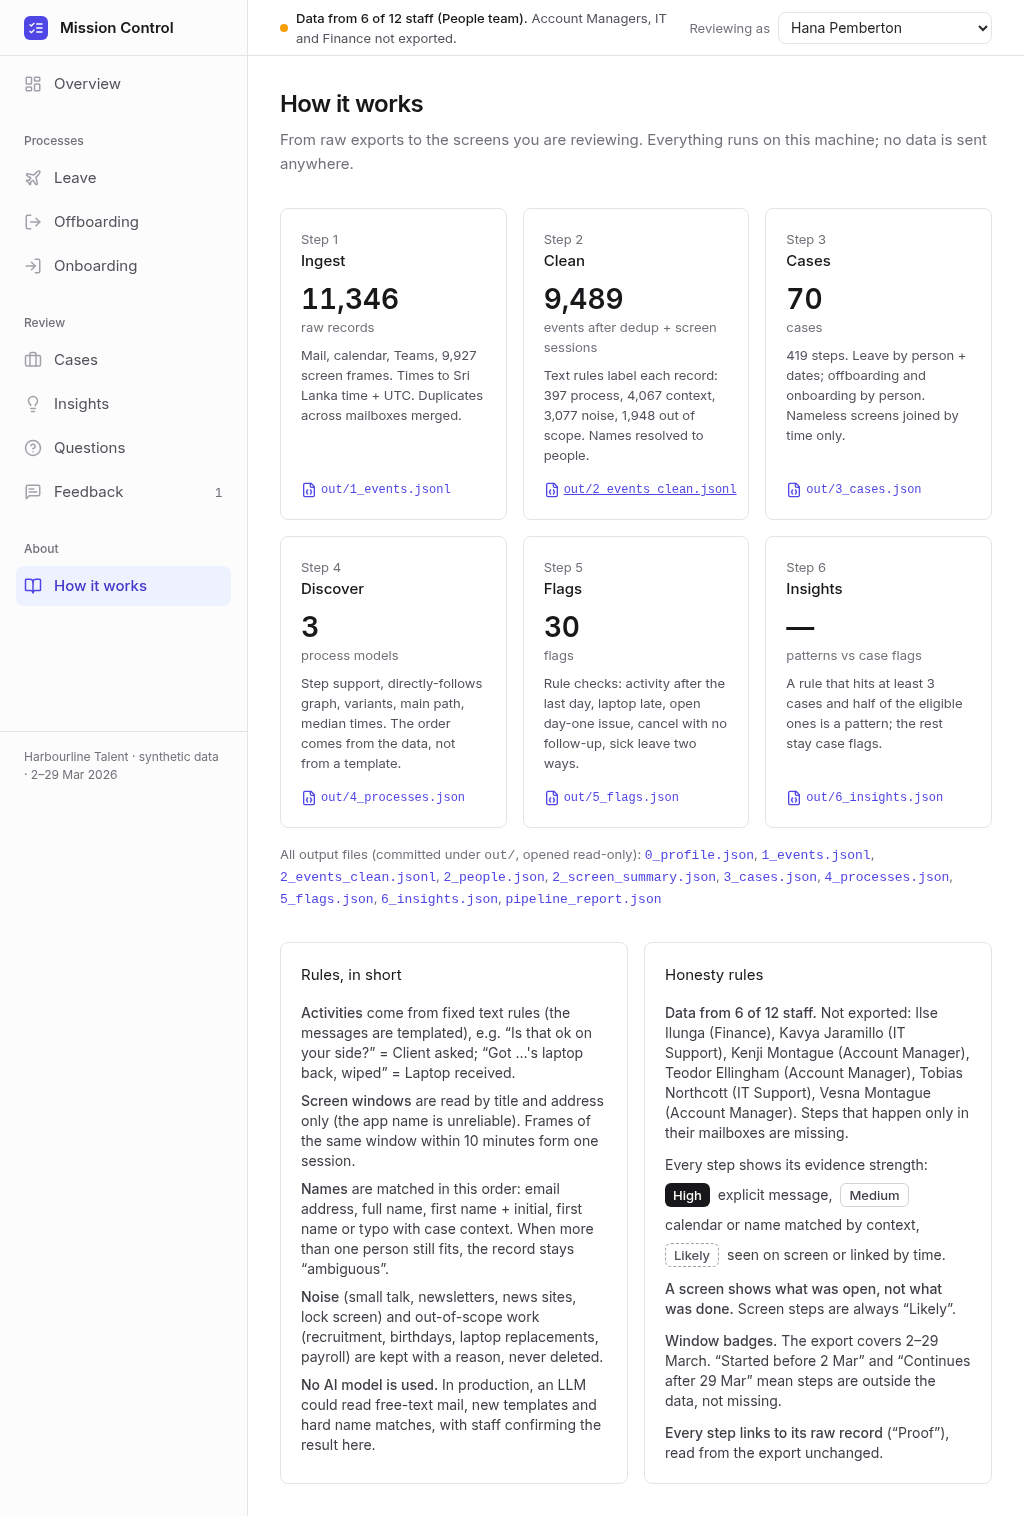 Mission Control
Data from 6 of 12 staff (People team). Account Managers, IT
and Finance not exported.
Reviewing as
Hana Pemberton
Overview
Processes
Leave
Offboarding
Onboarding
Review
Cases
Insights
Questions
Feedback 1
About
How it works
Harbourline Talent · synthetic data
· 2–29 Mar 2026
How it works
From raw exports to the screens you are reviewing. Everything runs on this machine; no data is sent
anywhere.
Step 1
Ingest
11,346
raw records
Mail, calendar, Teams, 9,927
screen frames. Times to Sri
Lanka time + UTC. Duplicates
across mailboxes merged.
out/1_events.jsonl
Step 2
Clean
9,489
events after dedup + screen
sessions
Text rules label each record:
397 process, 4,067 context,
3,077 noise, 1,948 out of
scope. Names resolved to
people.
out/2_events_clean.jsonl
Step 3
Cases
70
cases
419 steps. Leave by person +
dates; offboarding and
onboarding by person.
Nameless screens joined by
time only.
out/3_cases.json
Step 4
Discover
3
process models
Step support, directly-follows
graph, variants, main path,
median times. The order
comes from the data, not
from a template.
out/4_processes.json
Step 5
Flags
30
flags
Rule checks: activity after the
last day, laptop late, open
day-one issue, cancel with no
follow-up, sick leave two
ways.
out/5_flags.json
Step 6
Insights
—
patterns vs case flags
A rule that hits at least 3
cases and half of the eligible
ones is a pattern; the rest
stay case flags.
out/6_insights.json
All output files (committed under out/, opened read-only): 0_profile.json, 1_events.jsonl,
2_events_clean.jsonl, 2_people.json, 2_screen_summary.json, 3_cases.json, 4_processes.json,
5_flags.json, 6_insights.json, pipeline_report.json
Rules, in short
Activities come from fixed text rules (the
messages are templated), e.g. “Is that ok on
your side?” = Client asked; “Got ...'s laptop
back, wiped” = Laptop received.
Screen windows are read by title and address
only (the app name is unreliable). Frames of
the same window within 10 minutes form one
session.
Names are matched in this order: email
address, full name, first name + initial, first
name or typo with case context. When more
than one person still fits, the record stays
“ambiguous”.
Noise (small talk, newsletters, news sites,
lock screen) and out-of-scope work
(recruitment, birthdays, laptop replacements,
payroll) are kept with a reason, never deleted.
No AI model is used. In production, an LLM
could read free-text mail, new templates and
hard name matches, with staff confirming the
result here.
Honesty rules
Data from 6 of 12 staff. Not exported: Ilse
Ilunga (Finance), Kavya Jaramillo (IT
Support), Kenji Montague (Account Manager),
Teodor Ellingham (Account Manager), Tobias
Northcott (IT Support), Vesna Montague
(Account Manager). Steps that happen only in
their mailboxes are missing.
Every step shows its evidence strength:
High explicit message, Medium
calendar or name matched by context,
Likely seen on screen or linked by time.
A screen shows what was open, not what
was done. Screen steps are always “Likely”.
Window badges. The export covers 2–29
March. “Started before 2 Mar” and “Continues
after 29 Mar” mean steps are outside the
data, not missing.
Every step links to its raw record (“Proof”),
read from the export unchanged.